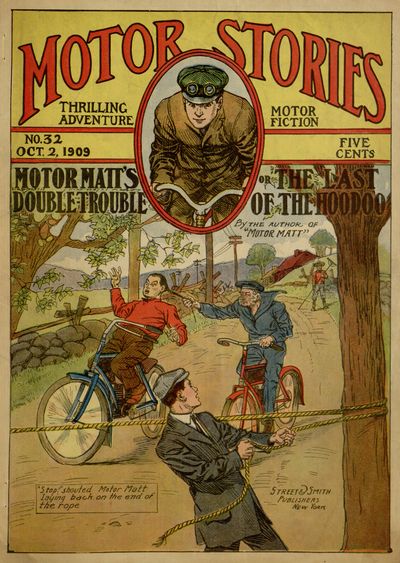 MOTOR STORIES
THRILLING
ADVENTURE
MOTOR
FICTION
NO. 32
OCT. 2, 1909
FIVE
CENTS
MOTOR MATT'S
DOUBLE-TROUBLE
OR THE LAST
OF THE HOODOO
BY THE AUTHOR OF
"MOTOR MATT"
"Stop," shouted Motor Matt
laying back on the end of
the rope
STREET & SMITH
PUBLISHERS
NEW YORK